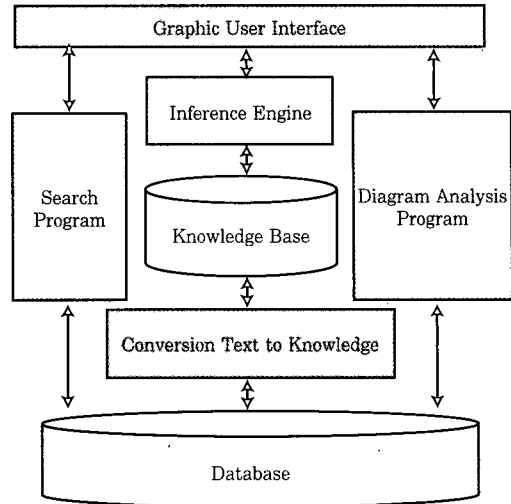 Graphic User Interface
Inference Engine
Search
Program
Knowledge Base
Diagram Analysis
Program
Conversion Text to Knowledge
Database